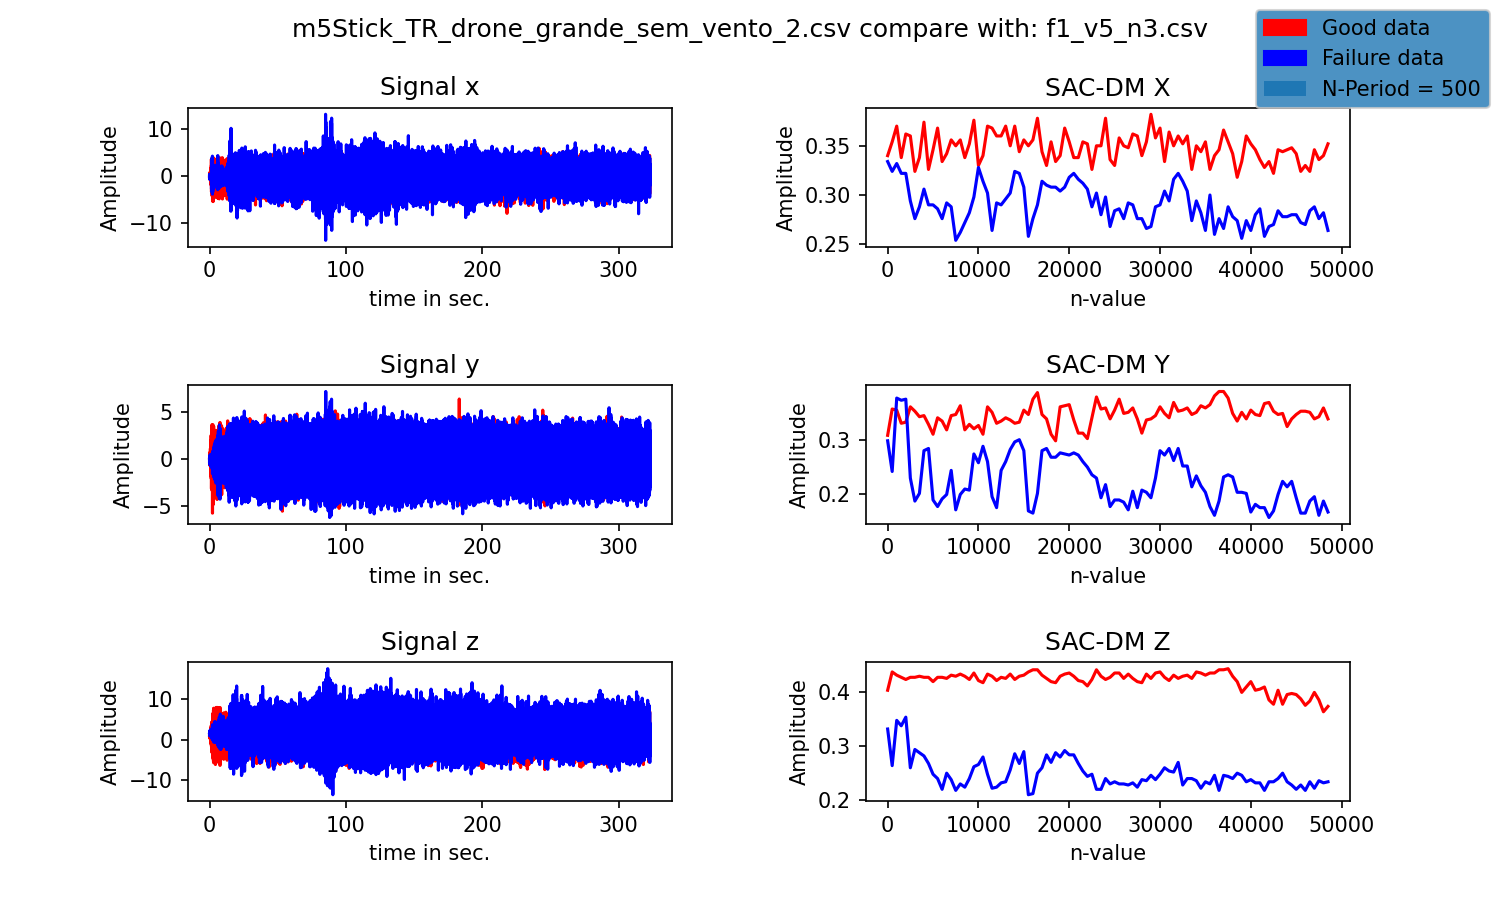 m5Stick_TR_drone_grande_sem_vento_2.csv compare with: f1_v5_n3.csv
Good data
Failure data
N-Period = 500
Signal x
Amplitude
10
0
−10
0 100 200 300
time in sec.
SAC-DM X
Amplitude
0.35
0.30
0.25
0 10000 20000 30000 40000 50000
n-value
Signal y
Amplitude
5
0
−5
0 100 200 300
time in sec.
SAC-DM Y
Amplitude
0.3
0.2
0 10000 20000 30000 40000 50000
n-value
Signal z
Amplitude
10
0
−10
0 100 200 300
time in sec.
SAC-DM Z
Amplitude
0.4
0.3
0.2
0 10000 20000 30000 40000 50000
n-value